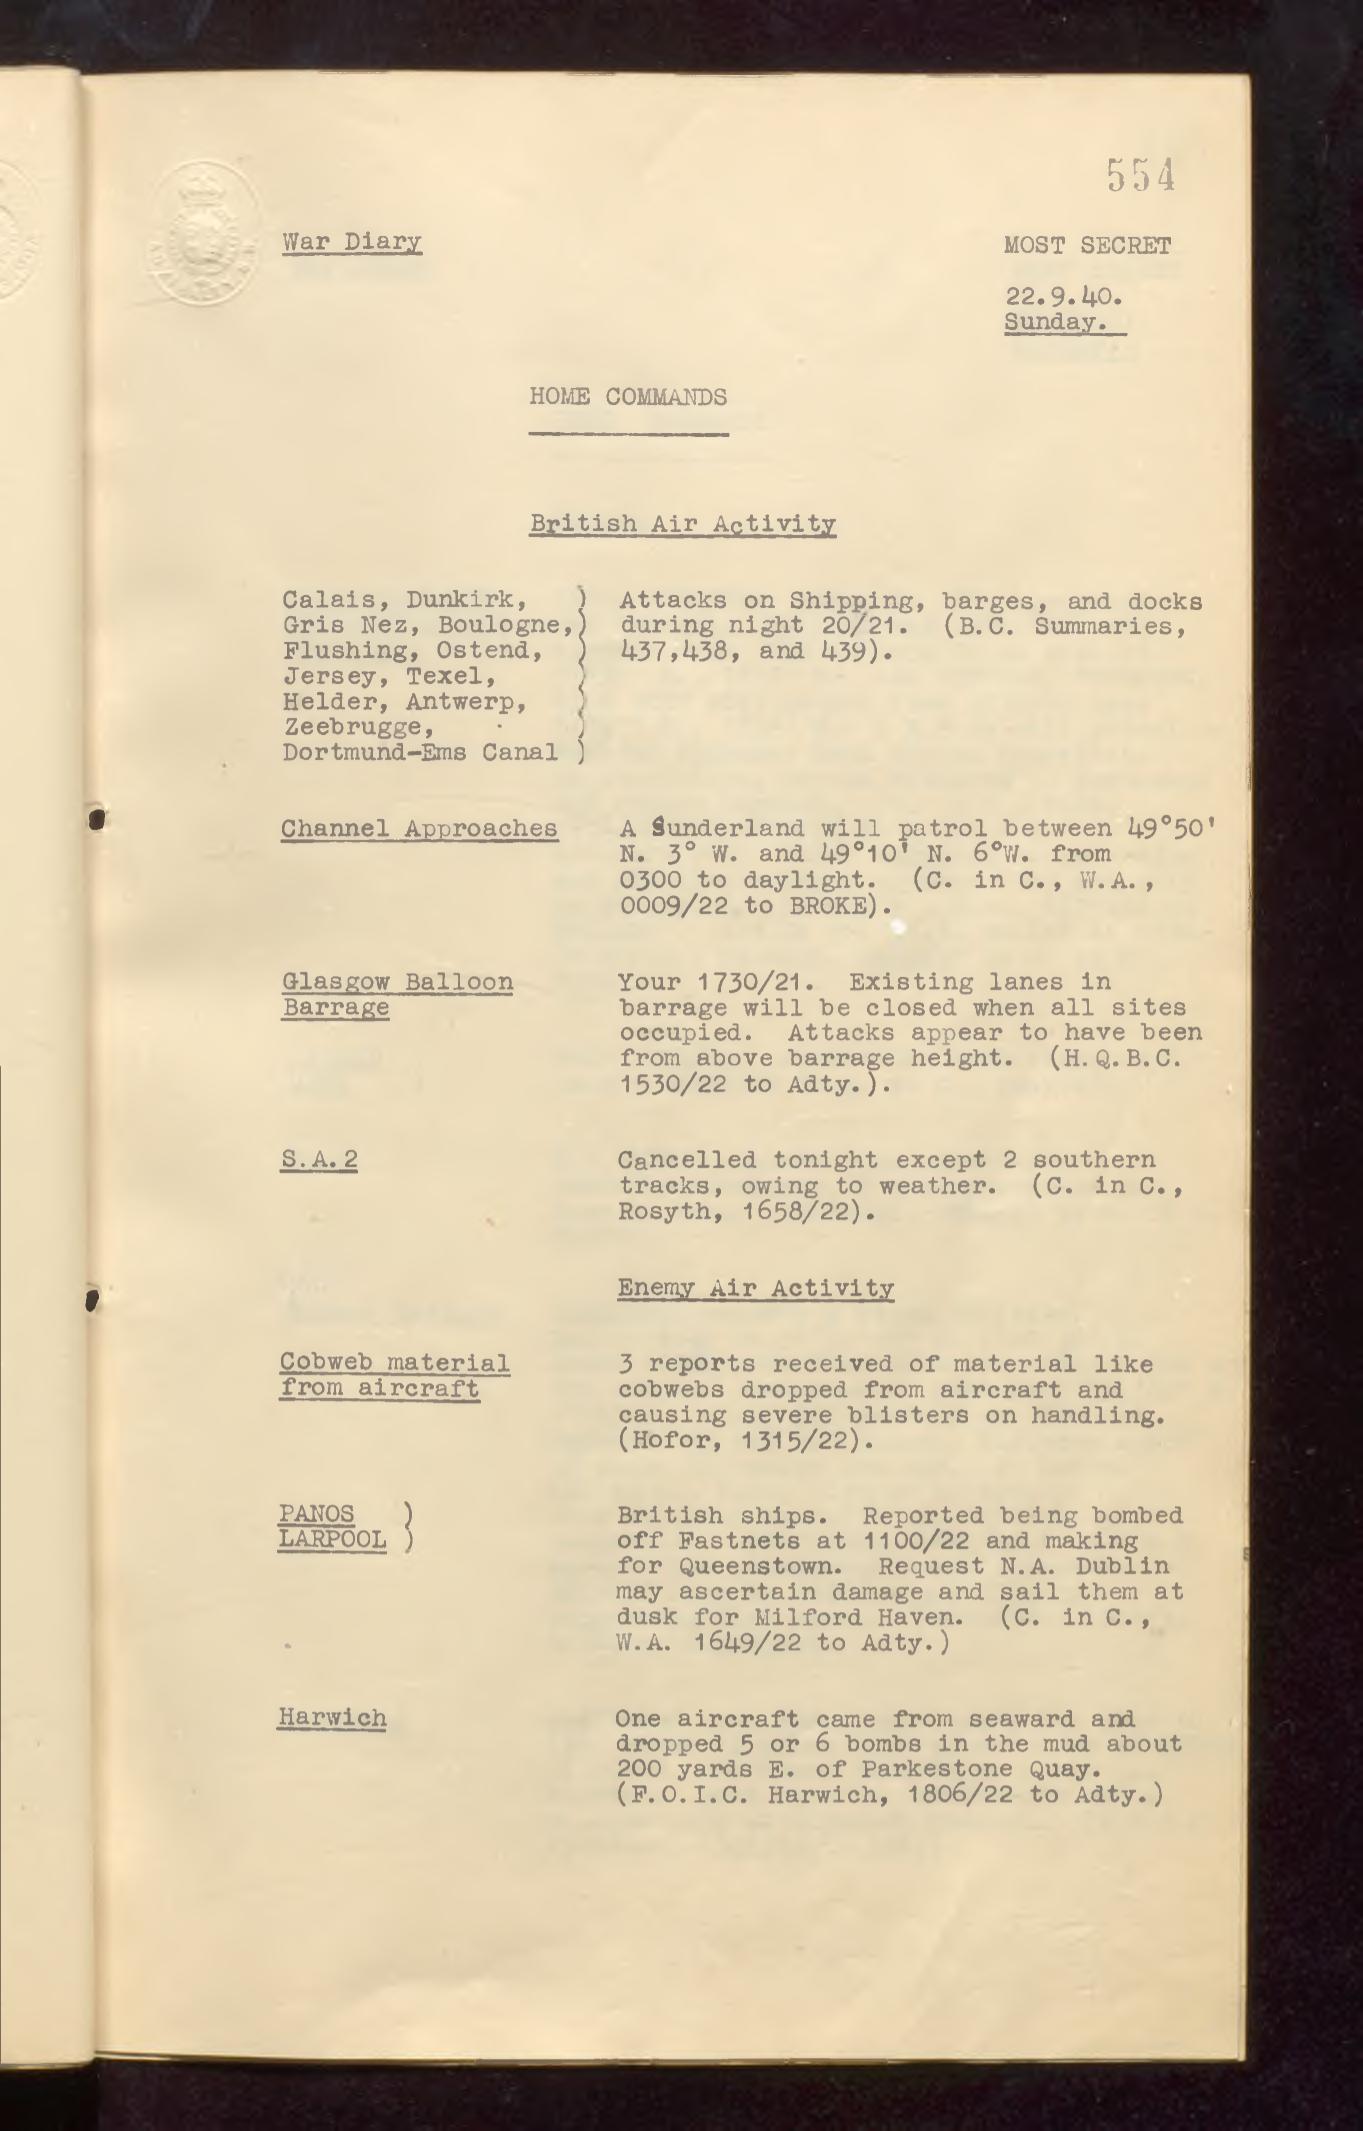 554
War Diary
MOST SECRET
22.9.40.
Sunday.
HOME COMMANDS
British Air Activity
Calais, Dunkirk, ) Attacks on Shipping, barges, and docks
Gris Nez, Boulogne,) during night 20/21. (B.C. Summaries,
Flushing, Ostend, ) 437,438, and 439).
Jersey, Texel, )
Helder, Antwerp, )
Zeebrugge, )
Dortmund-Ems Canal )
Channel Approaches A Sunderland will patrol between 49°50'
N. 3° W. and 49°10' N. 6°W. from
0300 to daylight. (C. in C., W.A.,
0009/22 to BROKE).
Glasgow Balloon Your 1730/21. Existing lanes in
Barrage barrage will be closed when all sites
occupied. Attacks appear to have been
from above barrage height. (H.Q.B.C.
1530/22 to Adty.).
S.A.2 Cancelled tonight except 2 southern
tracks, owing to weather. (C. in C.,
Rosyth, 1658/22).
Enemy Air Activity
Cobweb material 3 reports received of material like
from aircraft cobwebs dropped from aircraft and
causing severe blisters on handling.
(Hofor, 1315/22).
PANOS ) British ships. Reported being bombed
LARPOOL ) off Fastnets at 1100/22 and making
for Queenstown. Request N.A. Dublin
may ascertain damage and sail them at
dusk for Milford Haven. (C. in C.,
W.A. 1649/22 to Adty.)
Harwich One aircraft came from seaward and
dropped 5 or 6 bombs in the mud about
200 yards E. of Parkestone Quay.
(F.O.I.C. Harwich, 1806/22 to Adty.)